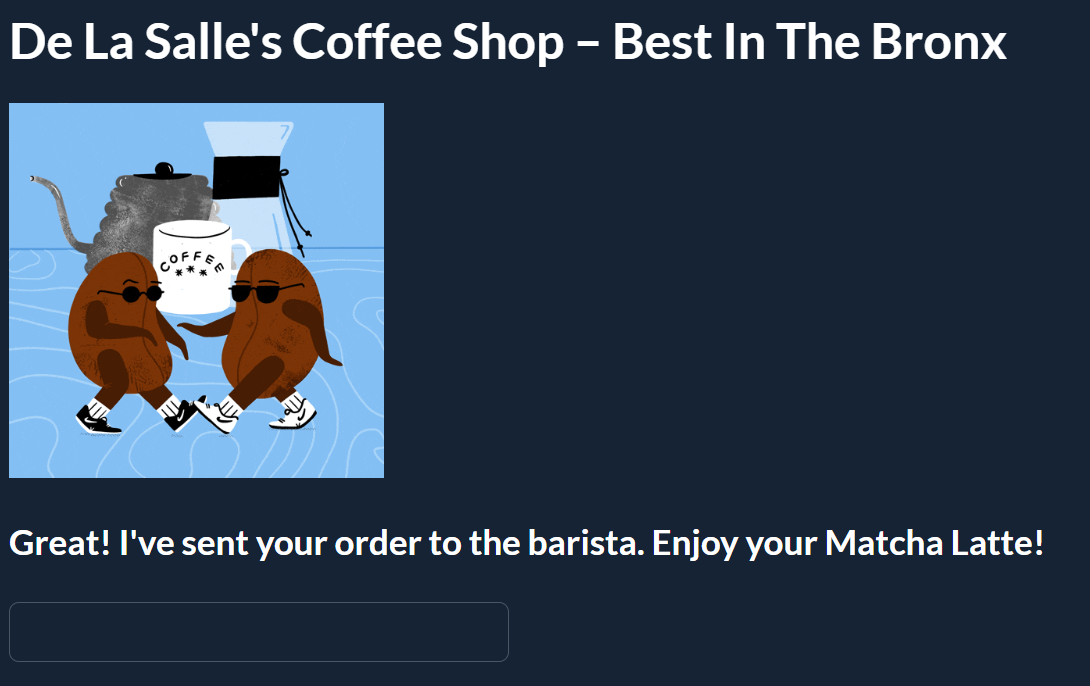 De La Salle's Coffee Shop – Best In The Bronx
COFFEE
***
Great! I've sent your order to the barista. Enjoy your Matcha Latte!